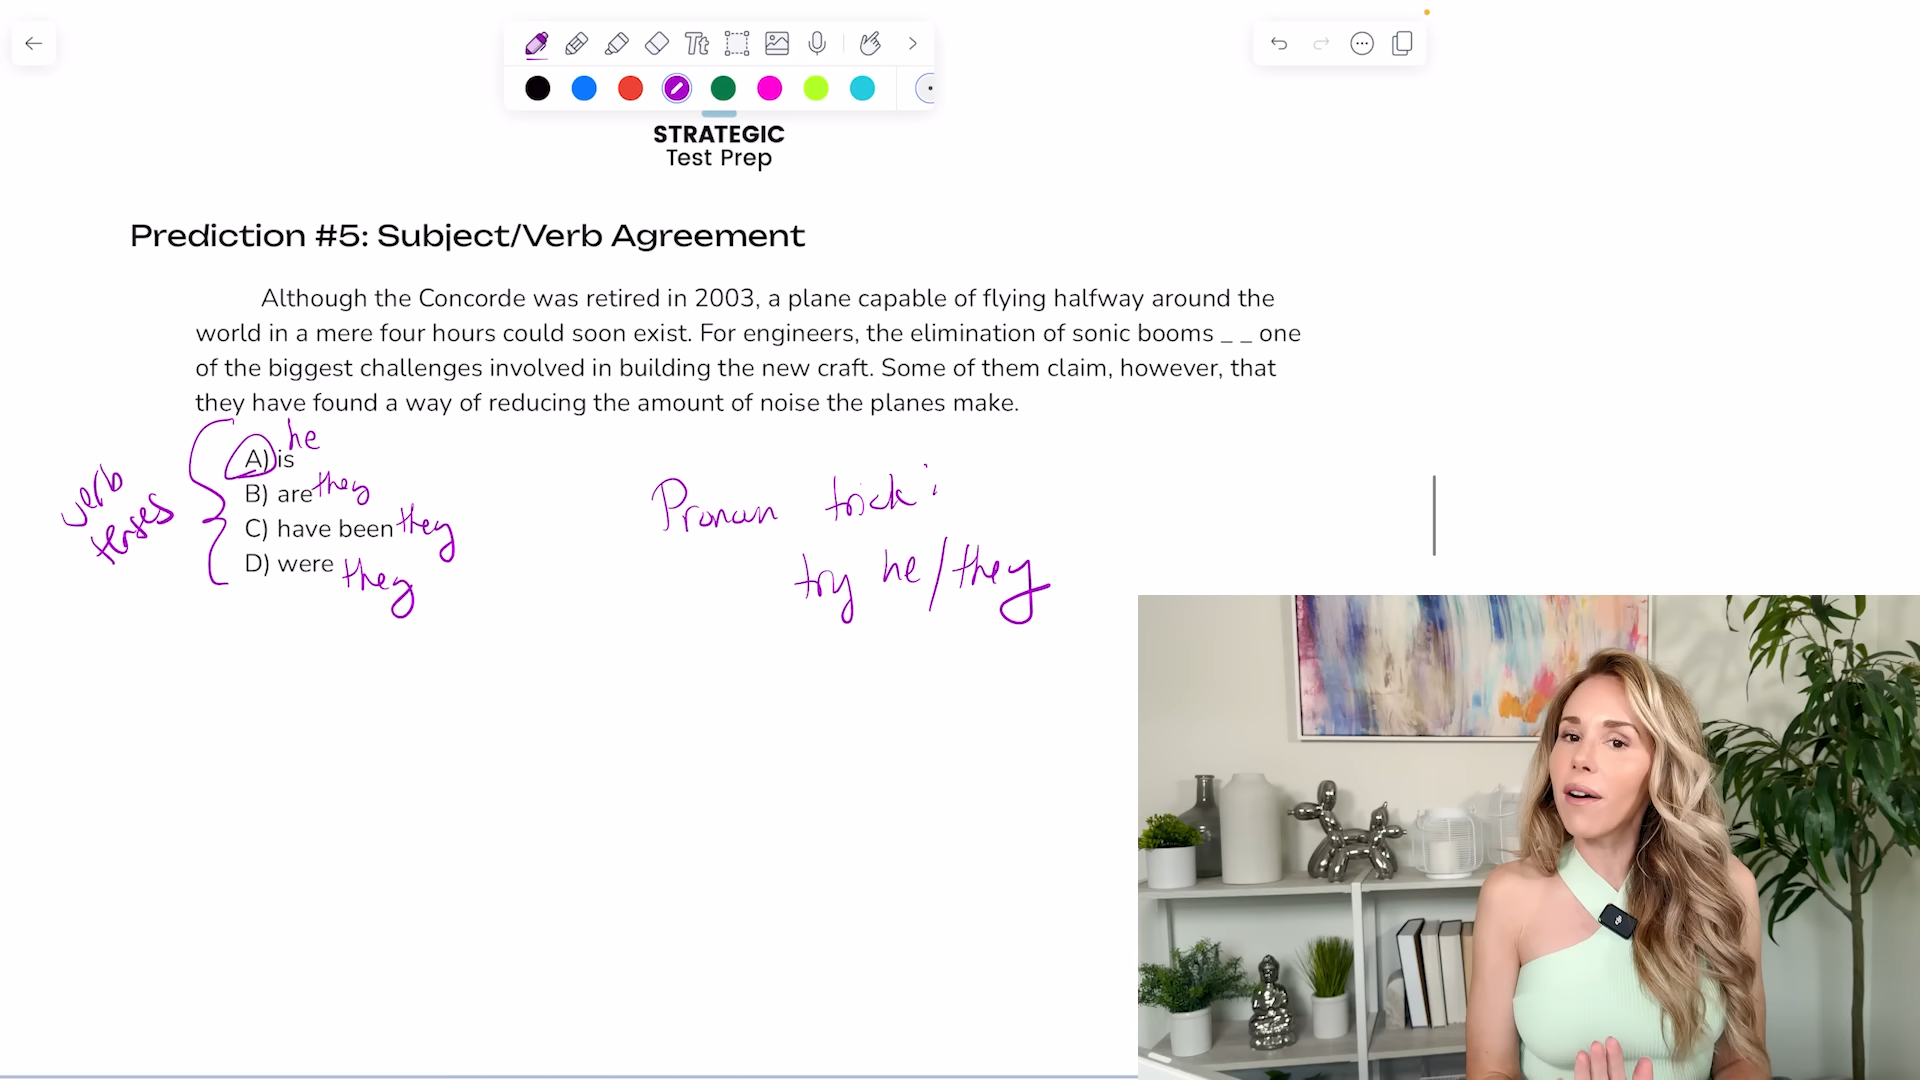 Tt
STRATEGIC
Test Prep
Prediction #5: Subject/Verb Agreement
Although the Concorde was retired in 2003, a plane capable of flying halfway around the
world in a mere four hours could soon exist. For engineers, the elimination of sonic booms _ _ one
of the biggest challenges involved in building the new craft. Some of them claim, however, that
they have found a way of reducing the amount of noise the planes make.
he
A) is
B) are they
C) have been they
D) were they
verb
tenses
Pronoun trick:
try he/they